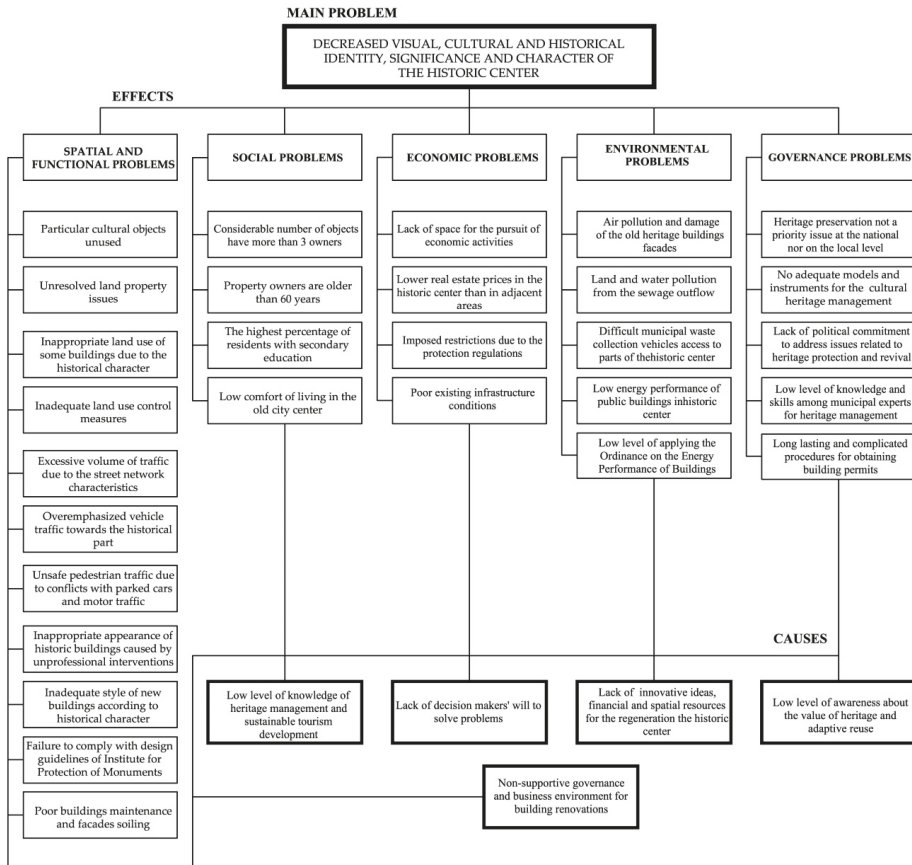 MAIN PROBLEM
DECREASED VISUAL, CULTURAL AND HISTORICAL
IDENTITY, SIGNIFICANCE AND CHARACTER OF
THE HISTORIC CENTER
EFFECTS
SPATIAL AND
FUNCTIONAL PROBLEMS
Particular cultural objects
unused
Unresolved land property
issues
Inappropriate land use of
some buildings due to the
historical character
Inadequate land use control
measures
Excessive volume of traffic
due to the street network
characteristics
Overemphasized vehicle
traffic towards the historical
part
Unsafe pedestrian traffic due
to conflicts with parked cars
and motor traffic
Inappropriate appearance of
historic buildings caused by
unprofessional interventions
Inadequate style of new
buildings according to
historical character
Failure to comply with design
guidelines of Institute for
Protection of Monuments
Poor buildings maintenance
and facades soiling
SOCIAL PROBLEMS
Considerable number of objects
have more than 3 owners
Property owners are older
than 60 years
The highest percentage of
residents with secondary
education
Low comfort of living in the
old city center
ECONOMIC PROBLEMS
Lack of space for the pursuit of
economic activities
Lower real estate prices in the
historic center than in adjacent
areas
Imposed restrictions due to the
protection regulations
Poor existing infrastructure
conditions
ENVIRONMENTAL
PROBLEMS
Air pollution and damage
of the old heritage buildings
facades
Land and water pollution
from the sewage outflow
Difficult municipal waste
collection vehicles access to
parts of thehistoric center
Low energy performance of
public buildings inhistoric
center
Low level of applying the
Ordinance on the Energy
Performance of Buildings
GOVERNANCE PROBLEMS
Heritage preservation not a
priority issue at the national
nor on the local level
No adequate models and
instruments for the cultural
heritage management
Lack of political commitment
to address issues related to
heritage protection and revival
Low level of knowledge and
skills among municipal experts
for heritage management
Long lasting and complicated
procedures for obtaining
building permits
CAUSES
Low level of knowledge of
heritage management and
sustainable tourism
development
Lack of decision makers' will to
solve problems
Lack of innovative ideas,
financial and spatial resources
for the regeneration the historic
center
Low level of awareness about
the value of heritage and
adaptive reuse
Non-supportive governance
and business environment for
building renovations